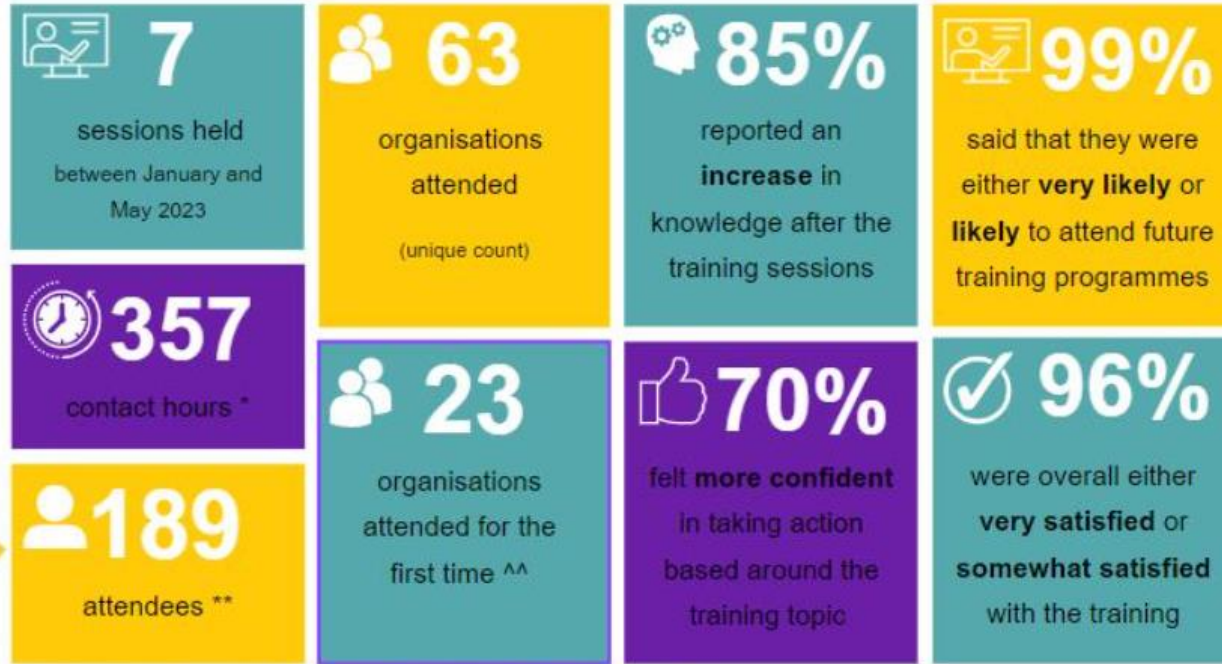 7
sessions held
between January and
May 2023
357
contact hours *
189
attendees **
63
organisations
attended
(unique count)
23
organisations
attended for the
first time ^^
85%
reported an
increase in
knowledge after the
training sessions
70%
felt more confident
in taking action
based around the
training topic
99%
said that they were
either very likely or
likely to attend future
training programmes
96%
were overall either
very satisfied or
somewhat satisfied
with the training